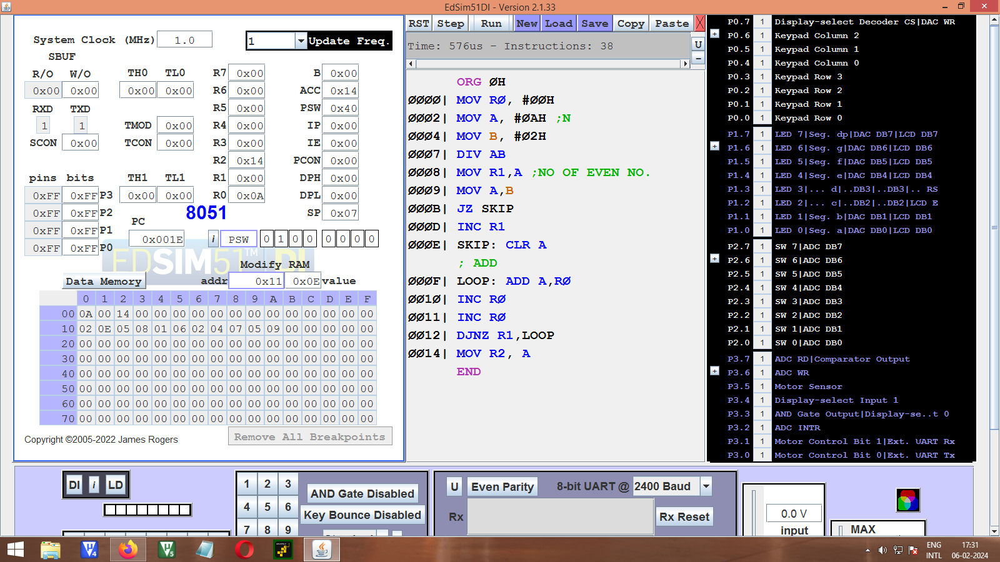 EdSim51DI - Version 2.1.33
System Clock (MHz) 1.0 1 Update Freq.
SBUF
R/O W/O TH0 TL0 R7 0x00 B 0x00
0x00 0x00 0x00 0x00 R6 0x00 ACC 0x14
RXD TXD R5 0x00 PSW 0x40
1 1 TMOD 0x00 R4 0x00 IP 0x00
SCON 0x00 TCON 0x00 R3 0x00 IE 0x00
R2 0x14 PCON 0x00
pins bits TH1 TL1 R1 0x00 DPH 0x00
0xFF 0xFF P3 0x00 0x00 R0 0x0A DPL 0x00
0xFF 0xFF P2 8051 SP 0x07
0xFF 0xFF P1 PC
0xFF 0xFF P0 0x001E i PSW 0 1 0 0 0 0 0 0
EDSIM51™ DI
Modify RAM
Data Memory addr 0x11 0x0E value
0 1 2 3 4 5 6 7 8 9 A B C D E F
00 0A 00 14 00 00 00 00 00 00 00 00 00 00 00 00 00
10 02 0E 05 08 01 06 02 04 07 05 09 00 00 00 00 00
20 00 00 00 00 00 00 00 00 00 00 00 00 00 00 00 00
30 00 00 00 00 00 00 00 00 00 00 00 00 00 00 00 00
40 00 00 00 00 00 00 00 00 00 00 00 00 00 00 00 00
50 00 00 00 00 00 00 00 00 00 00 00 00 00 00 00 00
60 00 00 00 00 00 00 00 00 00 00 00 00 00 00 00 00
70 00 00 00 00 00 00 00 00 00 00 00 00 00 00 00 00
Copyright ©2005-2022 James Rogers Remove All Breakpoints
RST Step Run New Load Save Copy Paste X
Time: 576us - Instructions: 38 U
-
ORG 0H
0000| MOV R0, #00H
0002| MOV A, #0AH ;N
0004| MOV B, #02H
0007| DIV AB
0008| MOV R1,A ;NO OF EVEN NO.
0009| MOV A,B
000B| JZ SKIP
000D| INC R1
000E| SKIP: CLR A
; ADD
000F| LOOP: ADD A,R0
0010| INC R0
0011| INC R0
0012| DJNZ R1,LOOP
0014| MOV R2, A
END
P0.7 1 Display-select Decoder CS|DAC WR
+ P0.6 1 Keypad Column 2
P0.5 1 Keypad Column 1
P0.4 1 Keypad Column 0
P0.3 1 Keypad Row 3
P0.2 1 Keypad Row 2
P0.1 1 Keypad Row 1
P0.0 1 Keypad Row 0
P1.7 1 LED 7|Seg. dp|DAC DB7|LCD DB7
+ P1.6 1 LED 6|Seg. g|DAC DB6|LCD DB6
P1.5 1 LED 5|Seg. f|DAC DB5|LCD DB5
P1.4 1 LED 4|Seg. e|DAC DB4|LCD DB4
P1.3 1 LED 3|... d|..DB3|..DB3|.. RS
P1.2 1 LED 2|... c|..DB2|..DB2|LCD E
P1.1 1 LED 1|Seg. b|DAC DB1|LCD DB1
P1.0 1 LED 0|Seg. a|DAC DB0|LCD DB0
P2.7 1 SW 7|ADC DB7
+ P2.6 1 SW 6|ADC DB6
P2.5 1 SW 5|ADC DB5
P2.4 1 SW 4|ADC DB4
P2.3 1 SW 3|ADC DB3
P2.2 1 SW 2|ADC DB2
P2.1 1 SW 1|ADC DB1
P2.0 1 SW 0|ADC DB0
P3.7 1 ADC RD|Comparator Output
+ P3.6 1 ADC WR
P3.5 1 Motor Sensor
P3.4 1 Display-select Input 1
P3.3 1 AND Gate Output|Display-se..t 0
P3.2 1 ADC INTR
P3.1 1 Motor Control Bit 1|Ext. UART Rx
P3.0 1 Motor Control Bit 0|Ext. UART Tx
DI i LD
1 2 3
4 5 6
7 8 9
AND Gate Disabled
Key Bounce Disabled
U Even Parity 8-bit UART @ 2400 Baud
Rx Rx Reset
0.0 V
input
MAX
ENG 17:31
INTL 06-02-2024